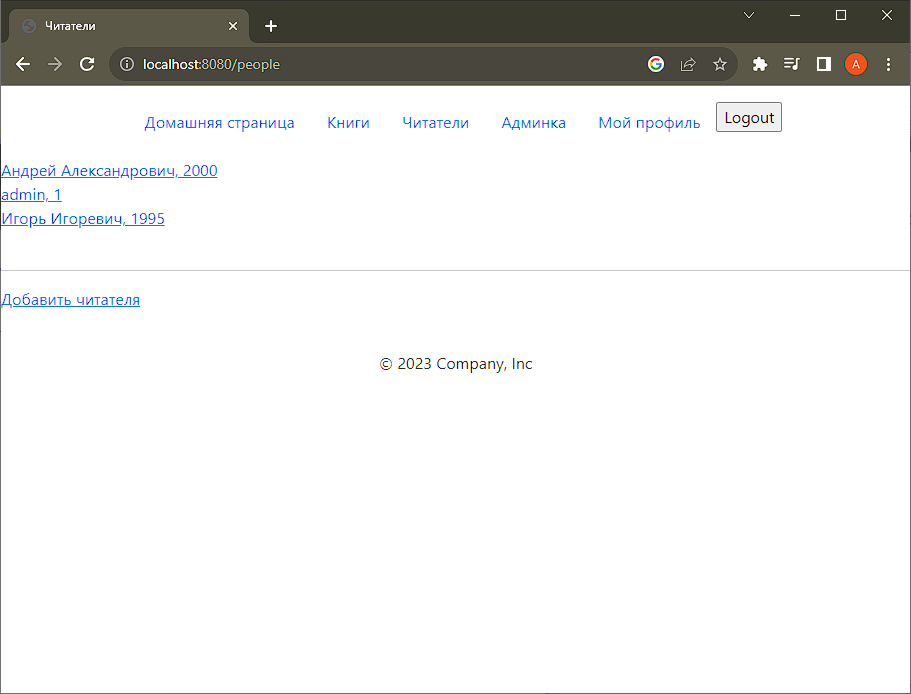 Читатели
localhost:8080/people
A
Домашняя страница Книги Читатели Админка Мой профиль Logout
Андрей Александрович, 2000
admin, 1
Игорь Игоревич, 1995
Добавить читателя
© 2023 Company, Inc